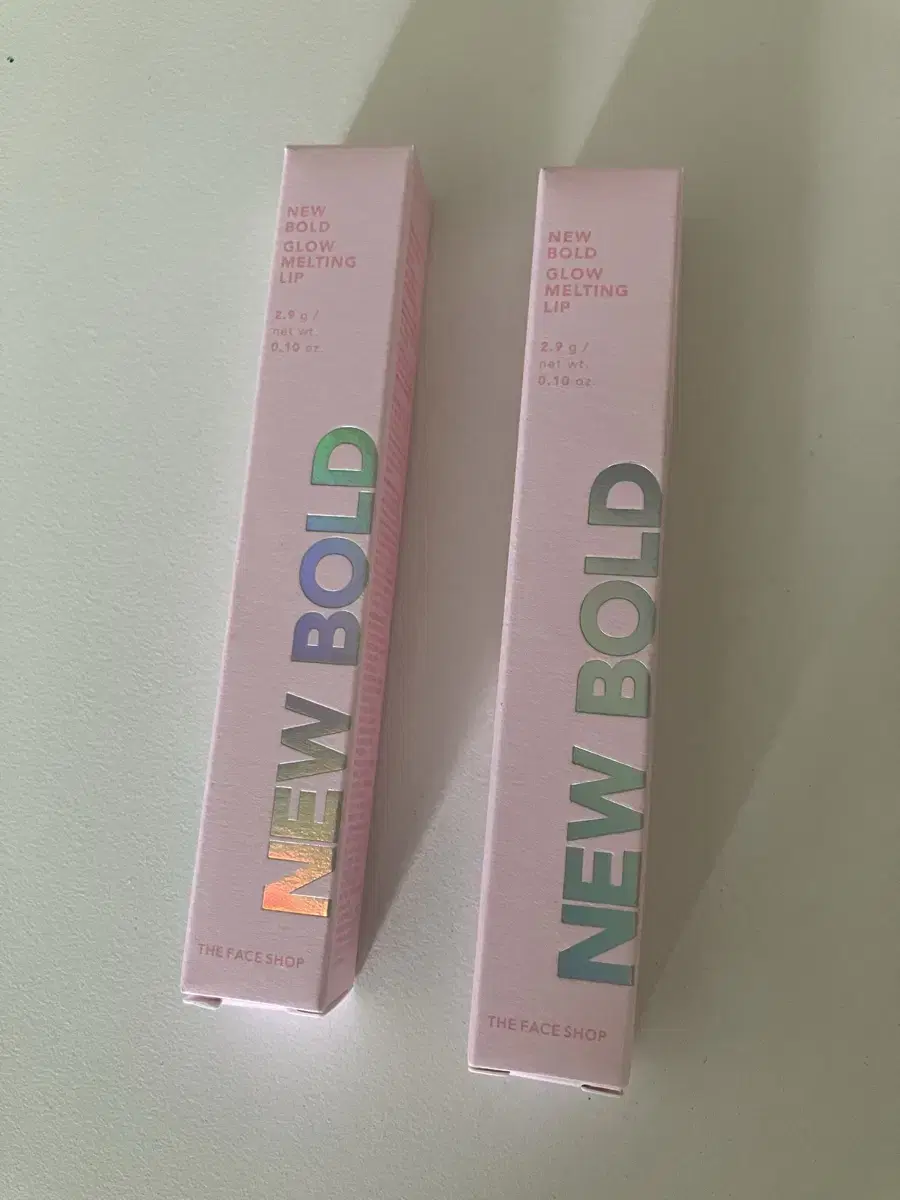 NEW
BOLD
GLOW
MELTING
LIP
2.9 g /
net wt.
0.10 oz.
NEW BOLD
THE FACE SHOP
NEW
BOLD
GLOW
MELTING
LIP
2.9 g /
net wt.
0.10 oz.
NEW BOLD
THE FACE SHOP